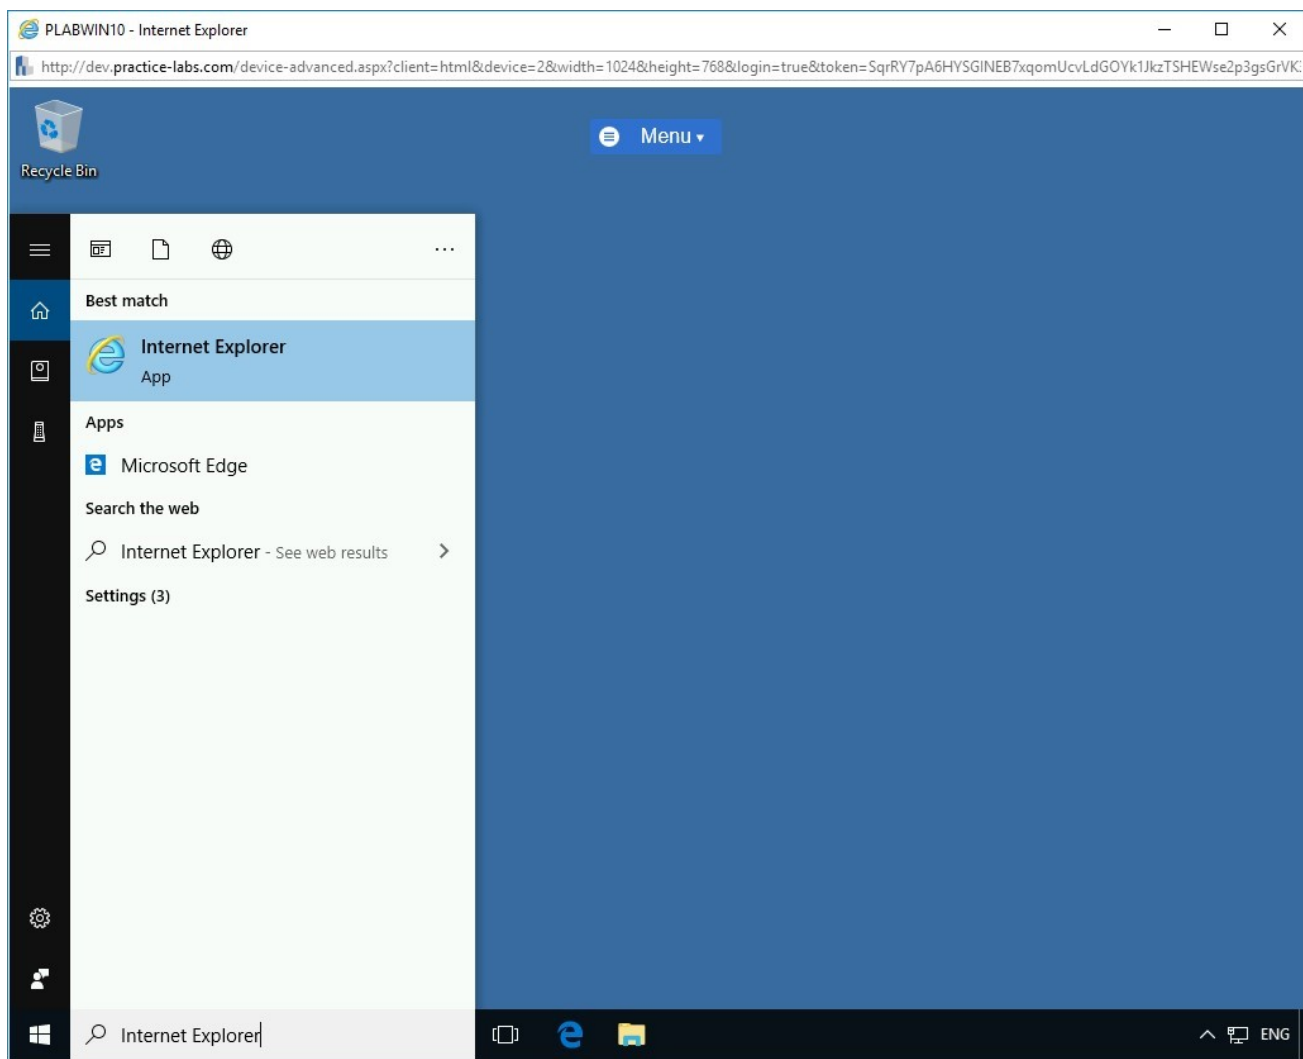 PLABWIN10 - Internet Explorer
http://dev.practice-labs.com/device-advanced.aspx?client=html&device=2&width=1024&height=768&login=true&token=SqrRY7pA6HYSGINEB7xqomUcvLdGOYk1JkzTSHEWse2p3gsGrVK
Menu
Recycle Bin
Best match
Internet Explorer
App
Apps
Microsoft Edge
Search the web
Internet Explorer - See web results
Settings (3)
Internet Explorer
ENG